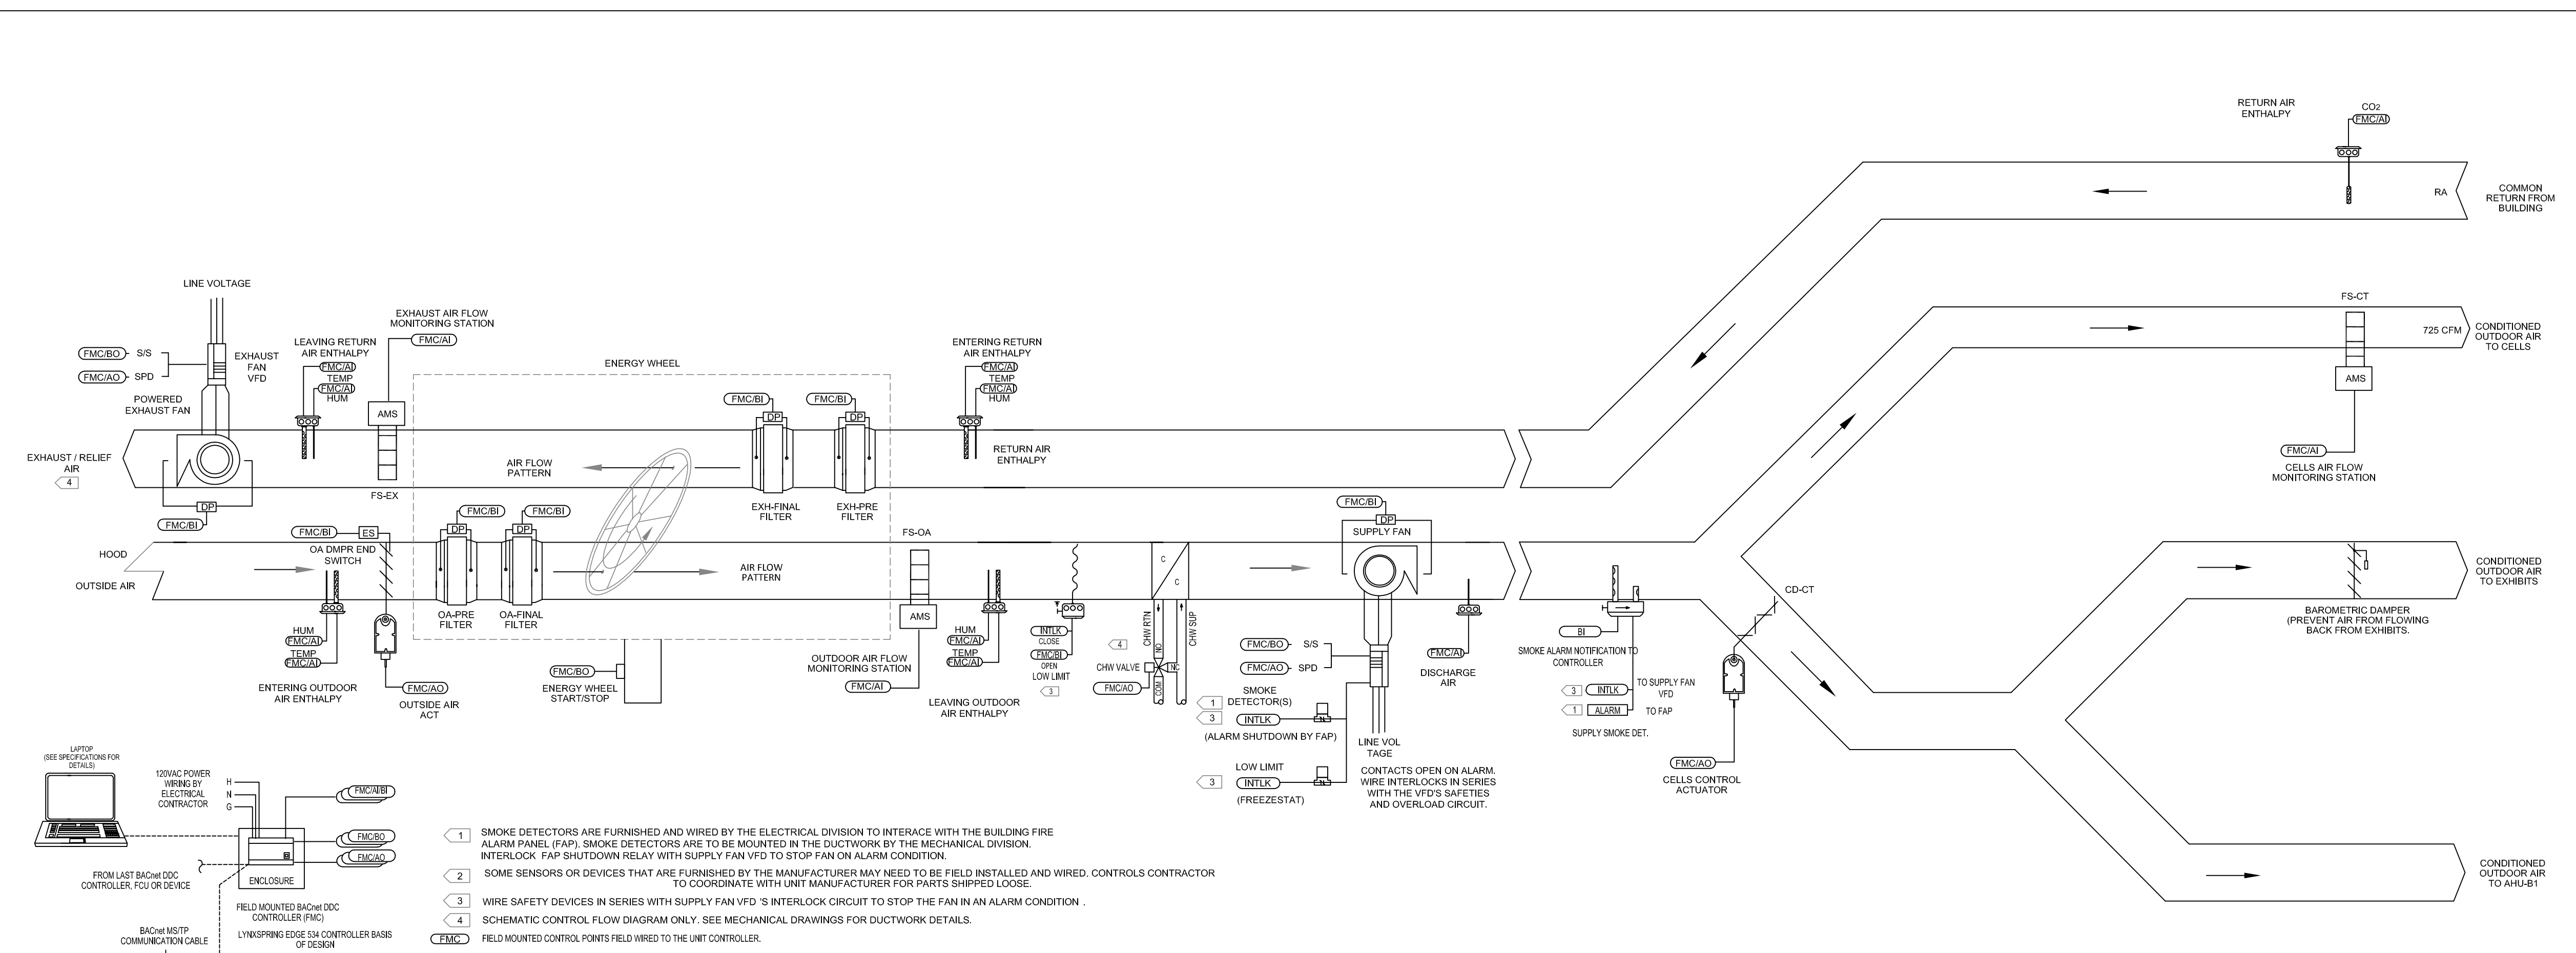 RETURN AIR
ENTHALPY
CO2
FMC/AI
RA
COMMON
RETURN FROM
BUILDING
LINE VOLTAGE
FMC/BO
S/S
FMC/AO
SPD
EXHAUST
FAN
VFD
POWERED
EXHAUST FAN
LEAVING RETURN
AIR ENTHALPY
FMC/AI
TEMP
FMC/AI
HUM
EXHAUST AIR FLOW
MONITORING STATION
FMC/AI
AMS
FS-EX
ENERGY WHEEL
FMC/BI
DP
FMC/BI
DP
ENTERING RETURN
AIR ENTHALPY
FMC/AI
TEMP
FMC/AI
HUM
RETURN AIR
ENTHALPY
FS-CT
725 CFM
CONDITIONED
OUTDOOR AIR
TO CELLS
AMS
FMC/AI
CELLS AIR FLOW
MONITORING STATION
EXHAUST / RELIEF
AIR
4
DP
FMC/BI
AIR FLOW
PATTERN
EXH-FINAL
FILTER
EXH-PRE
FILTER
HOOD
OUTSIDE AIR
FMC/BI
ES
OA DMPR END
SWITCH
FMC/BI
DP
FMC/BI
DP
OA-PRE
FILTER
OA-FINAL
FILTER
AIR FLOW
PATTERN
HUM
FMC/AI
TEMP
FMC/AI
ENTERING OUTDOOR
AIR ENTHALPY
FMC/AO
OUTSIDE AIR
ACT
FMC/BO
ENERGY WHEEL
START/STOP
FS-OA
AMS
OUTDOOR AIR FLOW
MONITORING STATION
FMC/AI
HUM
FMC/AI
TEMP
FMC/AI
LEAVING OUTDOOR
AIR ENTHALPY
INTLK
CLOSE
FMC/BI
OPEN
LOW LIMIT
3
C
C
CHW RTN
CHW SUP
4
NO
NC
COM
CHW VALVE
FMC/AO
FMC/BI
DP
SUPPLY FAN
FMC/BO
S/S
FMC/AO
SPD
1
SMOKE
DETECTOR(S)
3
INTLK
(ALARM SHUTDOWN BY FAP)
LOW LIMIT
3
INTLK
(FREEZESTAT)
LINE VOL
TAGE
CONTACTS OPEN ON ALARM.
WIRE INTERLOCKS IN SERIES
WITH THE VFD'S SAFETIES
AND OVERLOAD CIRCUIT.
FMC/AI
DISCHARGE
AIR
BI
SMOKE ALARM NOTIFICATION TO
CONTROLLER
3
INTLK
TO SUPPLY FAN
VFD
1
ALARM
TO FAP
SUPPLY SMOKE DET.
CD-CT
FMC/AO
CELLS CONTROL
ACTUATOR
BAROMETRIC DAMPER
(PREVENT AIR FROM FLOWING
BACK FROM EXHIBITS.
CONDITIONED
OUTDOOR AIR
TO EXHIBITS
CONDITIONED
OUTDOOR AIR
TO AHU-B1
LAPTOP
(SEE SPECIFICATIONS FOR
DETAILS)
120VAC POWER
WIRING BY
ELECTRICAL
CONTRACTOR
H
N
G
FMC/AI/BI
FMC/BO
FMC/AO
ENCLOSURE
FROM LAST BACnet DDC
CONTROLLER, FCU OR DEVICE
FIELD MOUNTED BACnet DDC
CONTROLLER (FMC)
LYNXSPRING EDGE 534 CONTROLLER BASIS
OF DESIGN
BACnet MS/TP
COMMUNICATION CABLE
1
SMOKE DETECTORS ARE FURNISHED AND WIRED BY THE ELECTRICAL DIVISION TO INTERACE WITH THE BUILDING FIRE
ALARM PANEL (FAP). SMOKE DETECTORS ARE TO BE MOUNTED IN THE DUCTWORK BY THE MECHANICAL DIVISION.
INTERLOCK FAP SHUTDOWN RELAY WITH SUPPLY FAN VFD TO STOP FAN ON ALARM CONDITION.
2
SOME SENSORS OR DEVICES THAT ARE FURNISHED BY THE MANUFACTURER MAY NEED TO BE FIELD INSTALLED AND WIRED. CONTROLS CONTRACTOR
TO COORDINATE WITH UNIT MANUFACTURER FOR PARTS SHIPPED LOOSE.
3
WIRE SAFETY DEVICES IN SERIES WITH SUPPLY FAN VFD 'S INTERLOCK CIRCUIT TO STOP THE FAN IN AN ALARM CONDITION .
4
SCHEMATIC CONTROL FLOW DIAGRAM ONLY. SEE MECHANICAL DRAWINGS FOR DUCTWORK DETAILS.
FMC
FIELD MOUNTED CONTROL POINTS FIELD WIRED TO THE UNIT CONTROLLER.